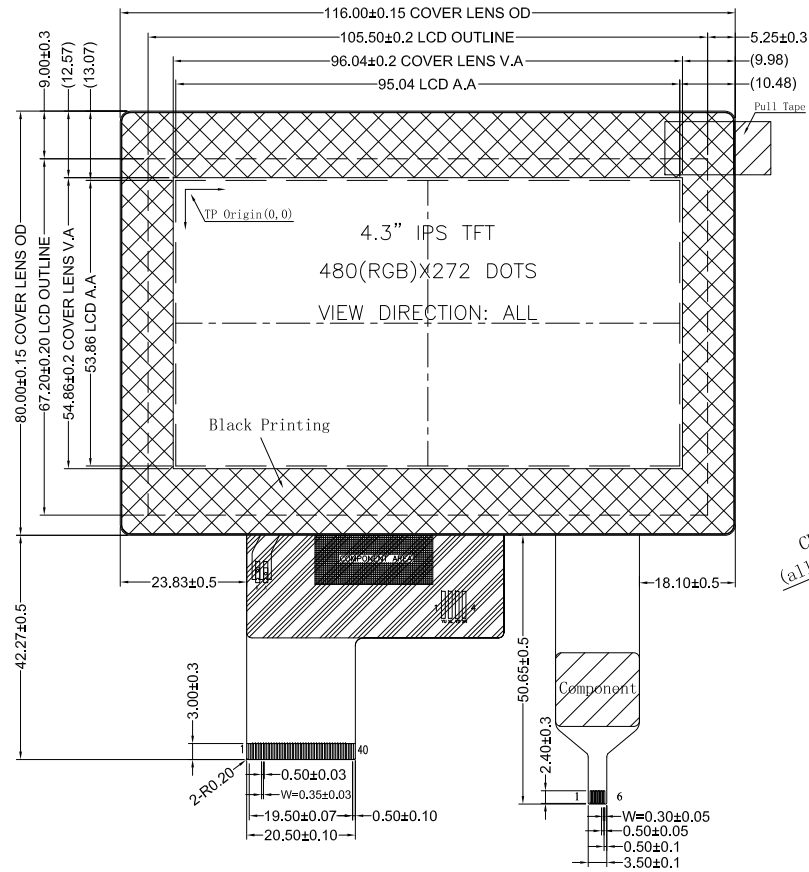 116.00±0.15 COVER LENS OD
105.50±0.2 LCD OUTLINE
5.25±0.3
96.04±0.2 COVER LENS V.A
(9.98)
95.04 LCD A.A
(10.48)
9.00±0.3
(12.57)
(13.07)
Pull Tape
TP Origin(0,0)
4.3” IPS TFT
480(RGB)X272 DOTS
VIEW DIRECTION: ALL
80.00±0.15 COVER LENS OD
67.20±0.20 LCD OUTLINE
54.86±0.2 COVER LENS V.A
53.86 LCD A.A
Black Printing
COMPONENT AREA
23.83±0.5
18.10±0.5
(al
1
4
42.27±0.5
50.65±0.5
Component
3.00±0.3
2.40±0.3
1
40
2-R0.20
0.50±0.03
W=0.35±0.03
19.50±0.07
0.50±0.10
20.50±0.10
1
6
W=0.30±0.05
0.50±0.05
0.50±0.1
3.50±0.1